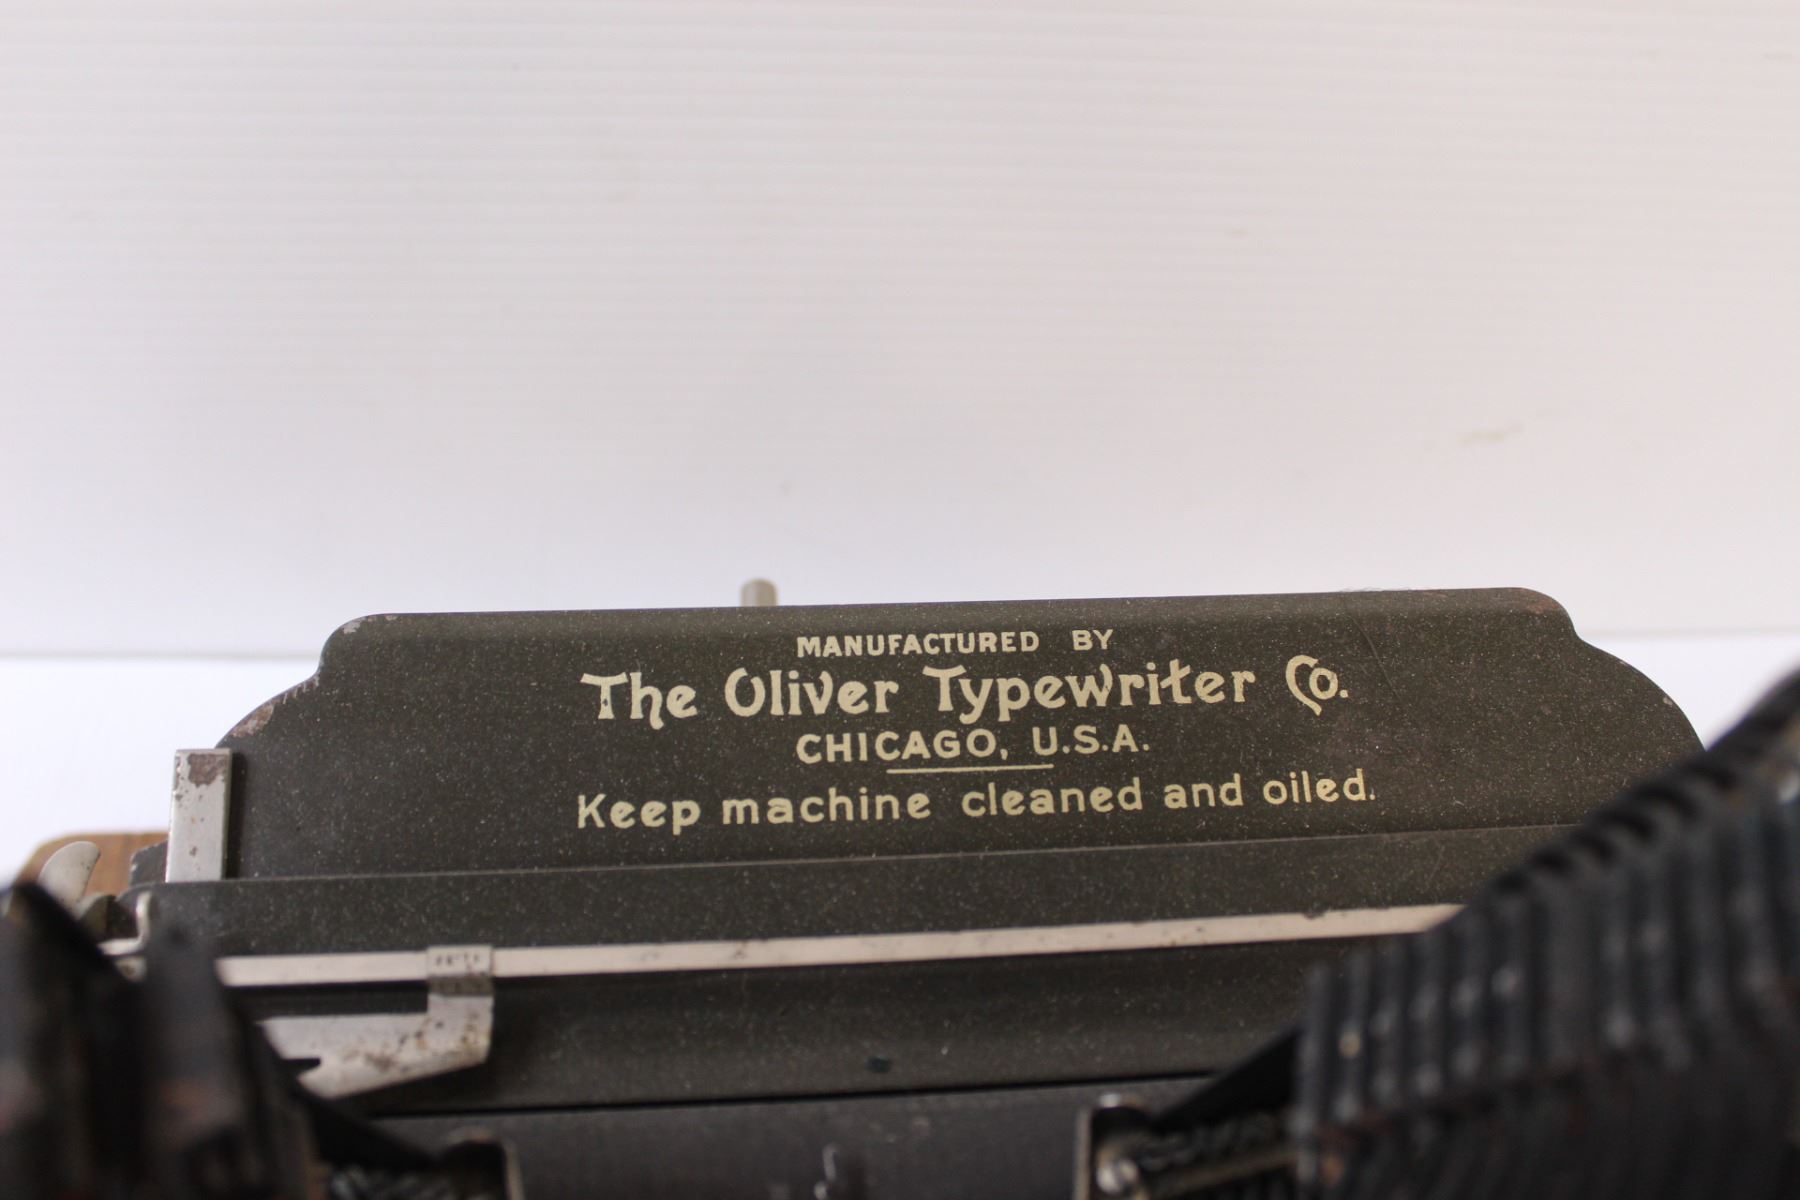 MANUFACTURED BY
The Oliver Typewriter Co.
CHICAGO, U.S.A.
Keep machine cleaned and oiled.